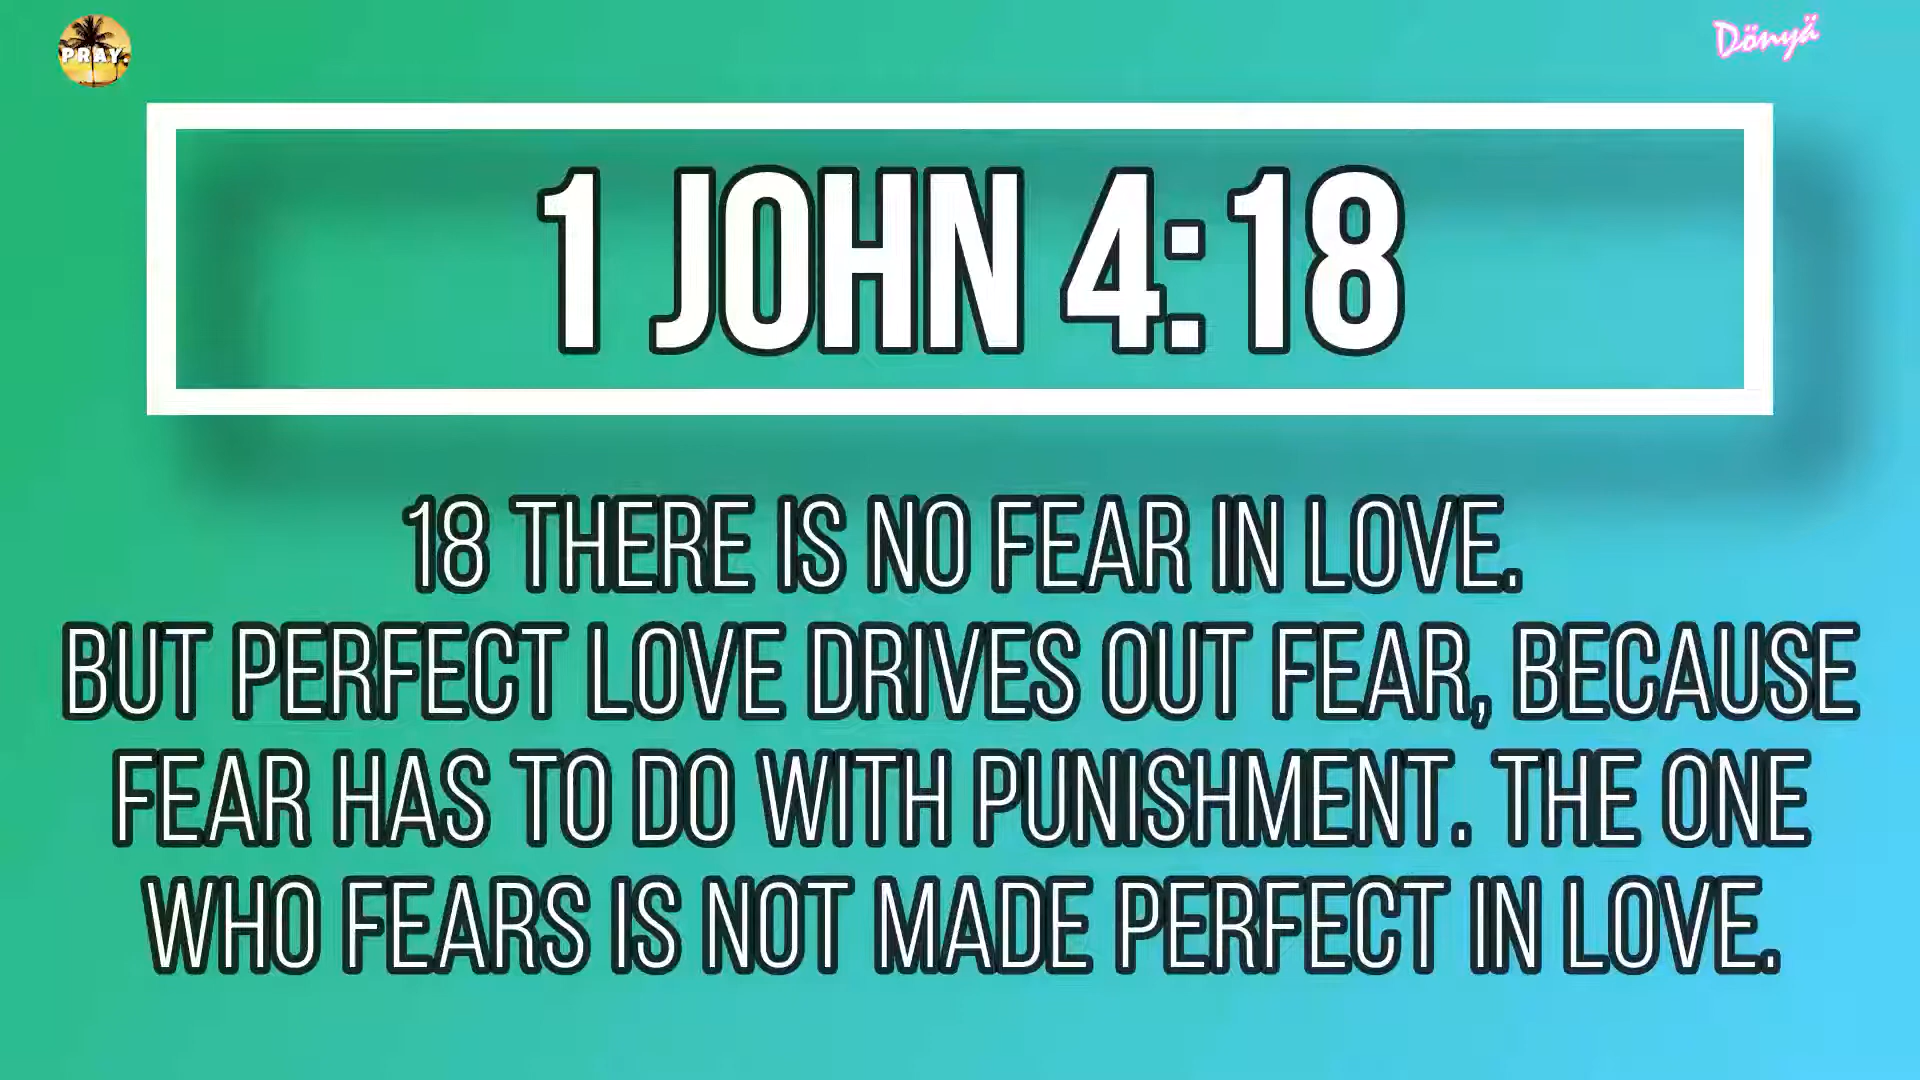 PRAY.
Dönyä
1 JOHN 4:18
18 THERE IS NO FEAR IN LOVE.
BUT PERFECT LOVE DRIVES OUT FEAR, BECAUSE
FEAR HAS TO DO WITH PUNISHMENT. THE ONE
WHO FEARS IS NOT MADE PERFECT IN LOVE.